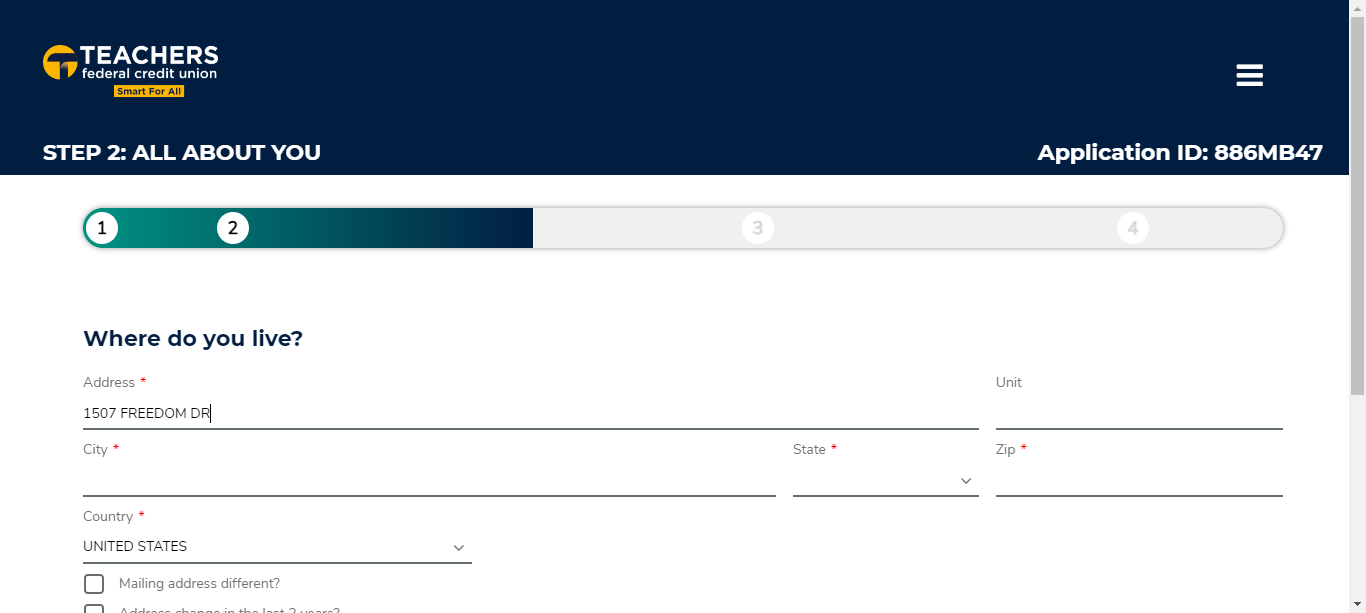 TEACHERS
federal credit union
Smart For All
STEP 2: ALL ABOUT YOU
Application ID: 886MB47
1 2 3 4
Where do you live?
Address * Unit
1507 FREEDOM DR
City * State * Zip *
Country *
UNITED STATES
Mailing address different?
Address change in the last 2 years?